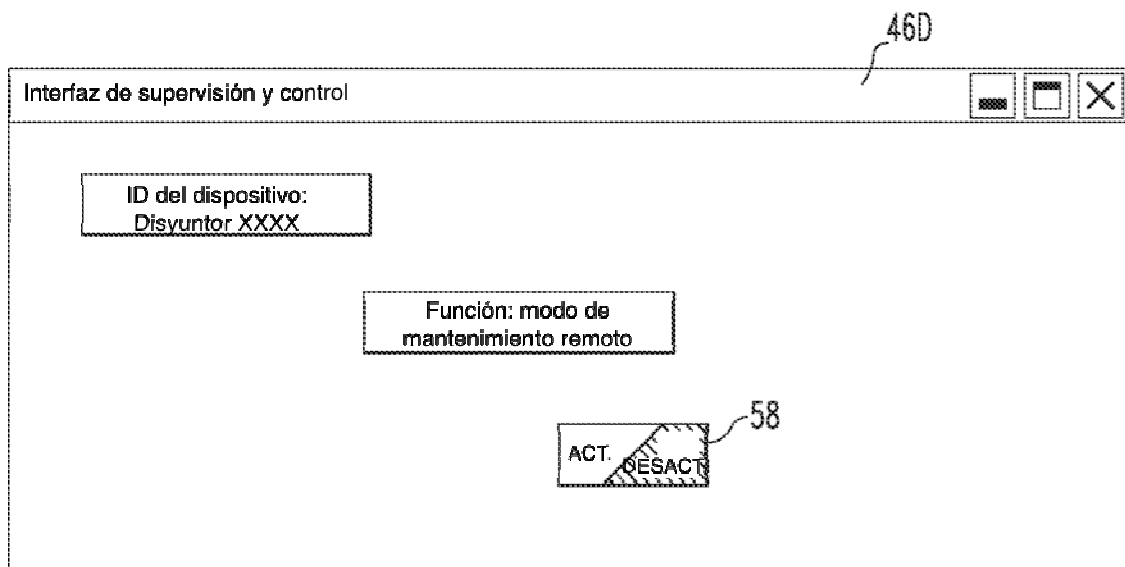 46D
Interfaz de supervisión y control
ID del dispositivo:
Disyuntor XXXX
Función: modo de
mantenimiento remoto
58
ACT.
DESACT.